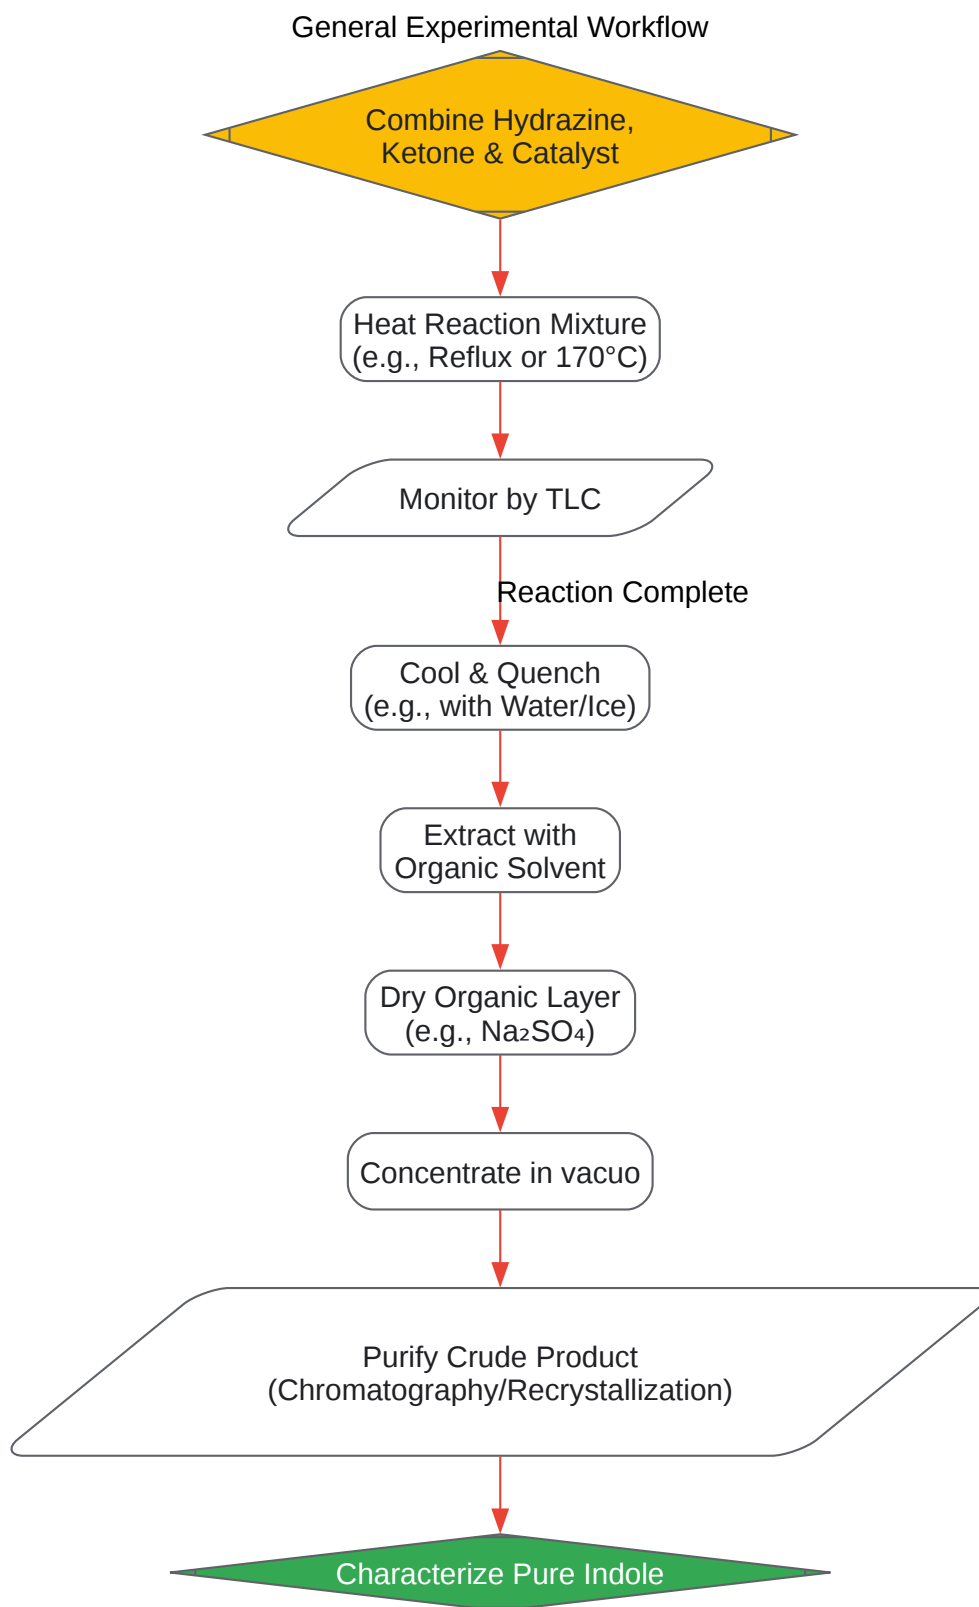 General Experimental Workflow
Combine Hydrazine,
Ketone & Catalyst
Heat Reaction Mixture
(e.g., Reflux or 170°C)
Monitor by TLC
Reaction Complete
Cool & Quench
(e.g., with Water/Ice)
Extract with
Organic Solvent
Dry Organic Layer
(e.g., Na₂SO₄)
Concentrate in vacuo
Purify Crude Product
(Chromatography/Recrystallization)
Characterize Pure Indole